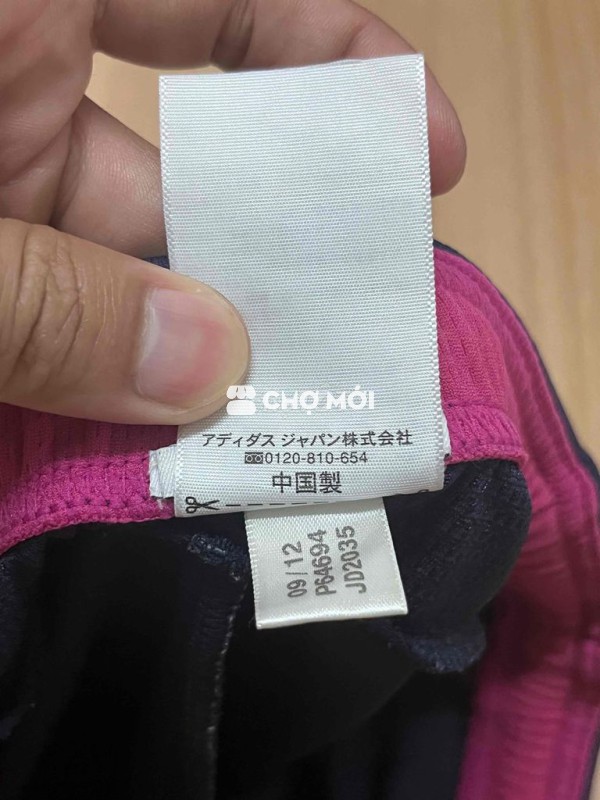 CHỢ MỚI
アディダス ジャパン株式会社
0120-810-654
中国製
09/12
P64694
JD2035